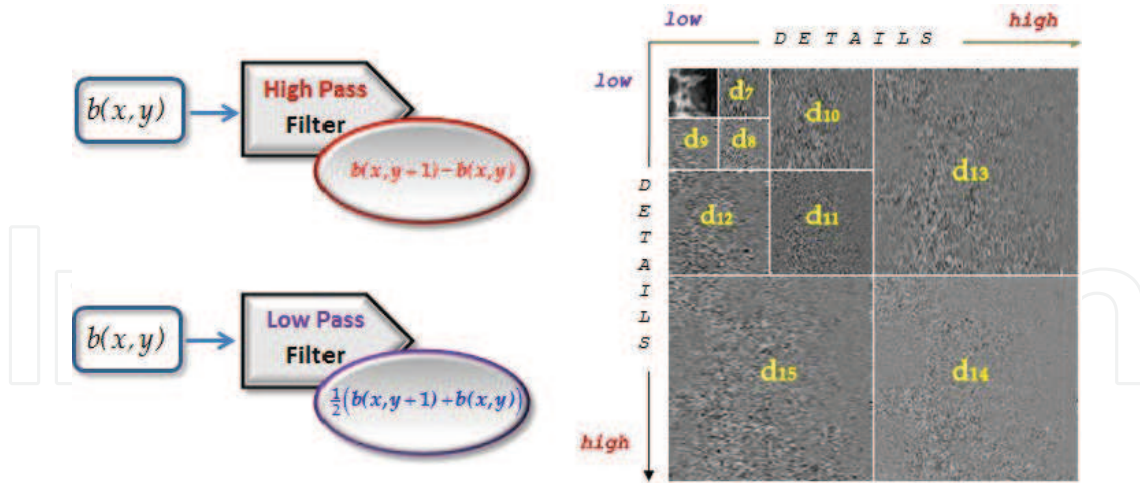 b(x,y)
High Pass
Filter
b(x,y+1)-b(x,y)
b(x,y)
Low Pass
Filter
½(b(x,y+1)+b(x,y))
low
D E T A I L S
high
low
D E T A I L S
high
d7
d10
d9
d8
d13
d12
d11
d15
d14